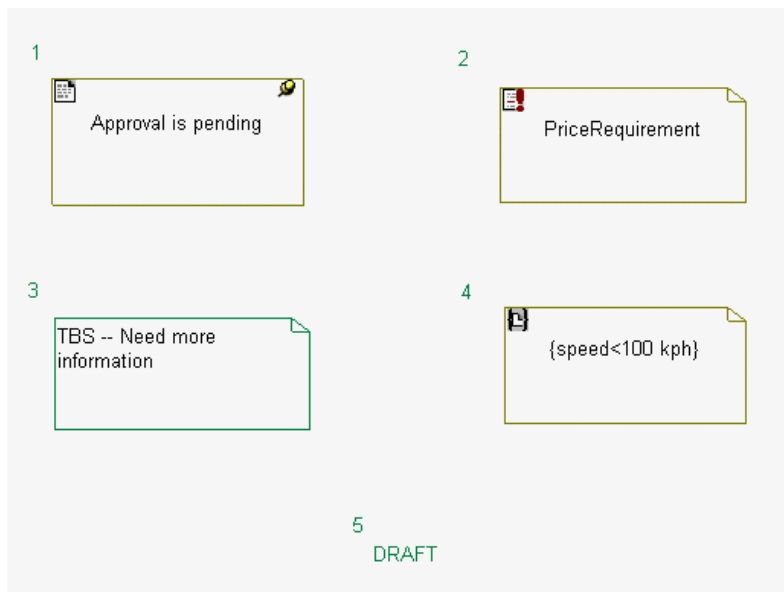 1
Approval is pending
2
PriceRequirement
3
TBS -- Need more
information
4
{speed<100 kph}
5
DRAFT